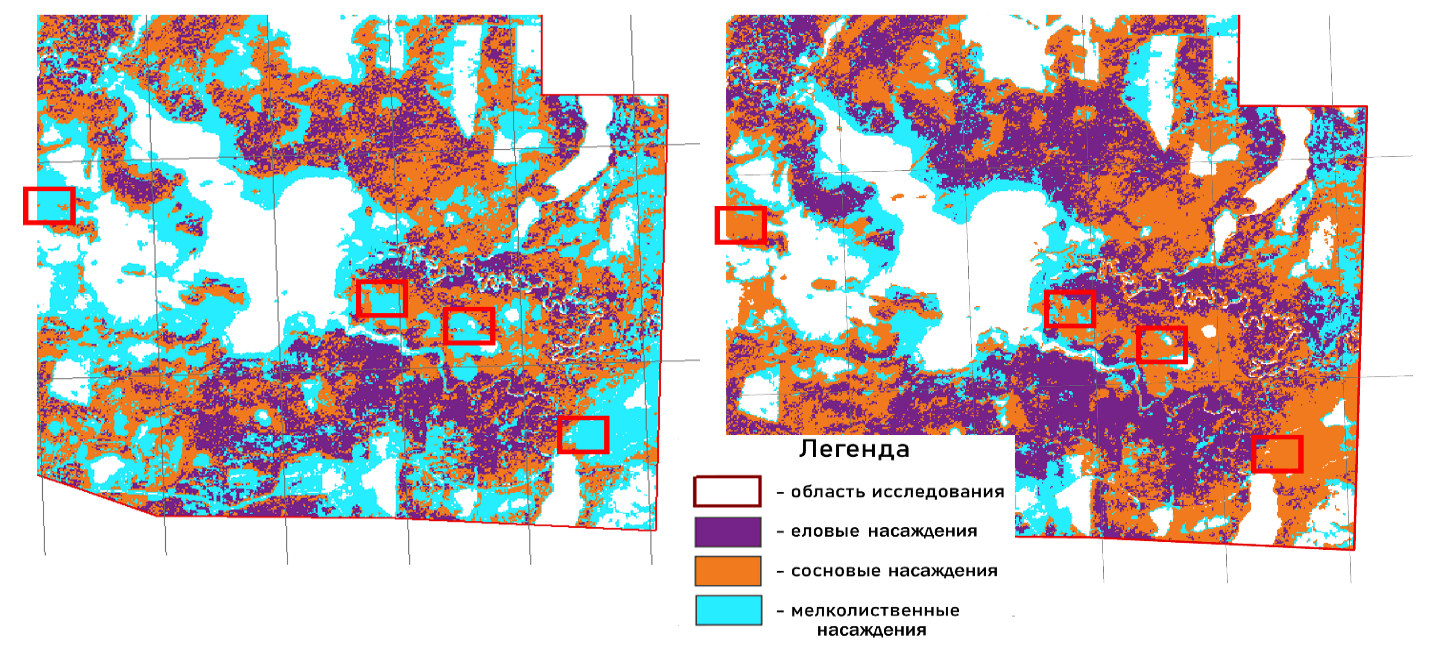 Легенда
– область исследования
– еловые насаждения
– сосновые насаждения
– мелколиственные
насаждения